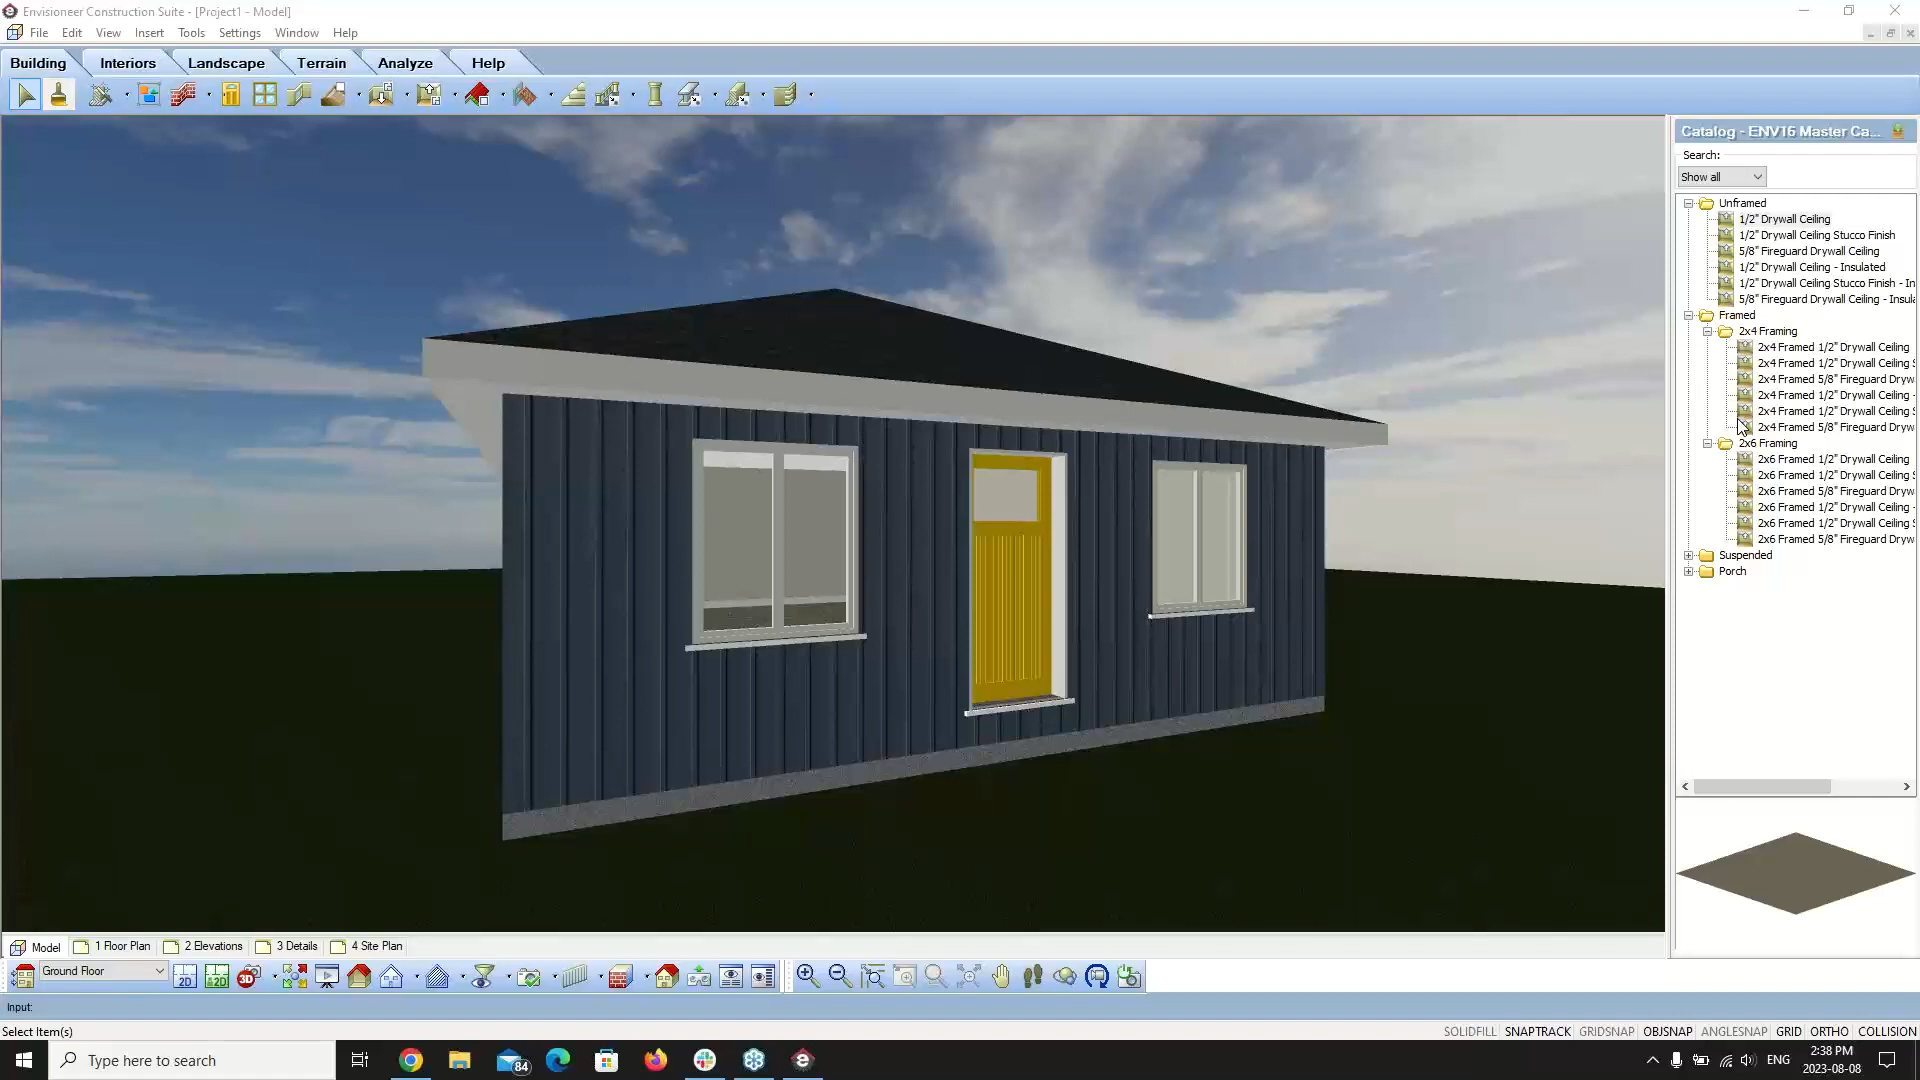 Envisioneer Construction Suite - [Project1 - Model]
File Edit View Insert Tools Settings Window Help
Building Interiors Landscape Terrain Analyze Help
Catalog - ENV16 Master Ca...
Search:
Show all
Unframed
1/2" Drywall Ceiling
1/2" Drywall Ceiling Stucco Finish
5/8" Fireguard Drywall Ceiling
1/2" Drywall Ceiling - Insulated
1/2" Drywall Ceiling Stucco Finish - In
5/8" Fireguard Drywall Ceiling - Insula
Framed
2x4 Framing
2x4 Framed 1/2" Drywall Ceiling
2x4 Framed 1/2" Drywall Ceiling S
2x4 Framed 5/8" Fireguard Dryw
2x4 Framed 1/2" Drywall Ceiling -
2x4 Framed 1/2" Drywall Ceiling S
2x4 Framed 5/8" Fireguard Dryw
2x6 Framing
2x6 Framed 1/2" Drywall Ceiling
2x6 Framed 1/2" Drywall Ceiling S
2x6 Framed 5/8" Fireguard Dryw
2x6 Framed 1/2" Drywall Ceiling -
2x6 Framed 1/2" Drywall Ceiling S
2x6 Framed 5/8" Fireguard Dryw
Suspended
Porch
Model 1 Floor Plan 2 Elevations 3 Details 4 Site Plan
Ground Floor 2D 2D 3D
Input:
Select Item(s) SOLIDFILL SNAPTRACK GRIDSNAP OBJSNAP ANGLESNAP GRID ORTHO COLLISION
Type here to search 84 ENG 2:38 PM
2023-08-08